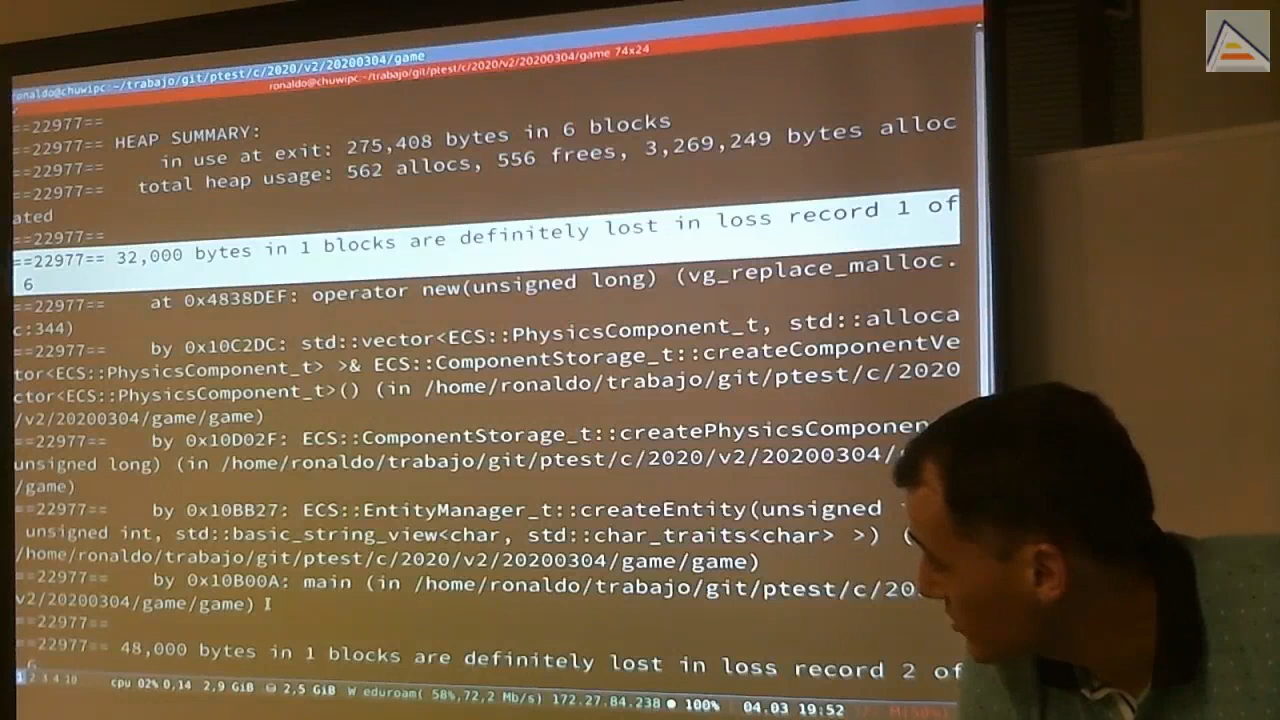 ronaldo@chuwipc:~/trabajo/git/ptest/c/2020/v2/20200304/game
ronaldo@chuwipc:~/trabajo/git/ptest/c/2020/v2/20200304/game 74x24
==22977==
==22977== HEAP SUMMARY:
==22977==     in use at exit: 275,408 bytes in 6 blocks
==22977==   total heap usage: 562 allocs, 556 frees, 3,269,249 bytes alloc
ated
==22977==
==22977== 32,000 bytes in 1 blocks are definitely lost in loss record 1 of
6
==22977==    at 0x4838DEF: operator new(unsigned long) (vg_replace_malloc.
c:344)
==22977==    by 0x10C2DC: std::vector<ECS::PhysicsComponent_t, std::alloca
tor<ECS::PhysicsComponent_t> >& ECS::ComponentStorage_t::createComponentVe
ctor<ECS::PhysicsComponent_t>() (in /home/ronaldo/trabajo/git/ptest/c/2020
/v2/20200304/game/game)
==22977==    by 0x10D02F: ECS::ComponentStorage_t::createPhysicsComponen
unsigned long) (in /home/ronaldo/trabajo/git/ptest/c/2020/v2/20200304/
/game)
==22977==    by 0x10BB27: ECS::EntityManager_t::createEntity(unsigned
unsigned int, std::basic_string_view<char, std::char_traits<char> >) (
/home/ronaldo/trabajo/git/ptest/c/2020/v2/20200304/game/game)
==22977==    by 0x10B00A: main (in /home/ronaldo/trabajo/git/ptest/c/20
v2/20200304/game/game)
==22977==
==22977== 48,000 bytes in 1 blocks are definitely lost in loss record 2 of
6
1 2 3 4 10 cpu 02% 0,14 2,9 GiB 2,5 GiB W eduroam( 58%,72,2 Mb/s) 172.27.84.238 100% 04.03 19:52